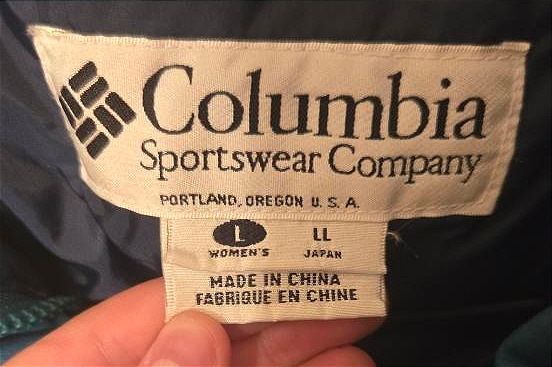 Columbia
Sportswear Company
PORTLAND, OREGON U.S.A.
L LL
WOMEN'S JAPAN
MADE IN CHINA
FABRIQUE EN CHINE